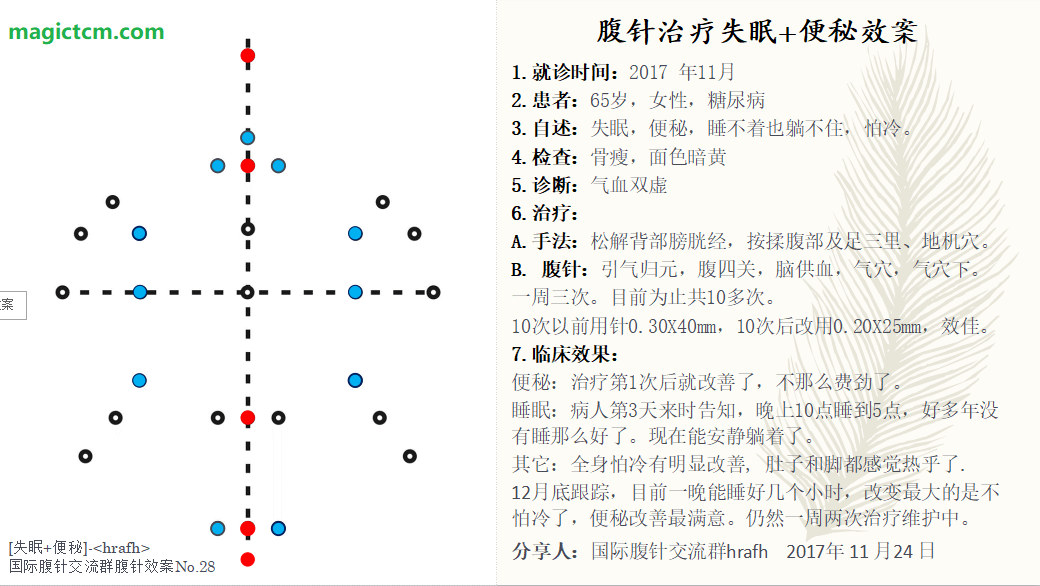 magictcm.com
案
[失眠+便秘]-<hrafh>
国际腹针交流群腹针效案No.28
腹针治疗失眠+便秘效案
1.就诊时间：2017 年11月
2.患者：65岁，女性，糖尿病
3.自述：失眠，便秘，睡不着也躺不住，怕冷。
4.检查：骨瘦，面色暗黄
5.诊断：气血双虚
6.治疗：
A.手法：松解背部膀胱经，按揉腹部及足三里、地机穴。
B. 腹针：引气归元，腹四关，脑供血，气穴，气穴下。
一周三次。目前为止共10多次。
10次以前用针0.30X40mm，10次后改用0.20X25mm，效佳。
7.临床效果：
便秘：治疗第1次后就改善了，不那么费劲了。
睡眠：病人第3天来时告知，晚上10点睡到5点，好多年没
有睡那么好了。现在能安静躺着了。
其它：全身怕冷有明显改善, 肚子和脚都感觉热乎了.
12月底跟踪，目前一晚能睡好几个小时，改变最大的是不
怕冷了，便秘改善最满意。仍然一周两次治疗维护中。
分享人：国际腹针交流群hrafh 2017年 11 月24 日